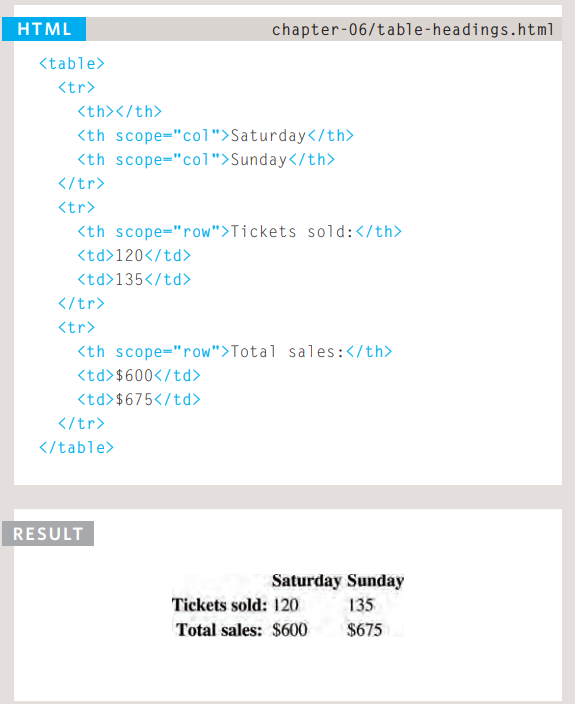 HTML chapter-06/table-headings.html
<table>
<tr>
<th></th>
<th scope="col">Saturday</th>
<th scope="col">Sunday</th>
</tr>
<tr>
<th scope="row">Tickets sold:</th>
<td>120</td>
<td>135</td>
</tr>
<tr>
<th scope="row">Total sales:</th>
<td>$600</td>
<td>$675</td>
</tr>
</table>
RESULT
Saturday Sunday
Tickets sold: 120 135
Total sales: $600 $675